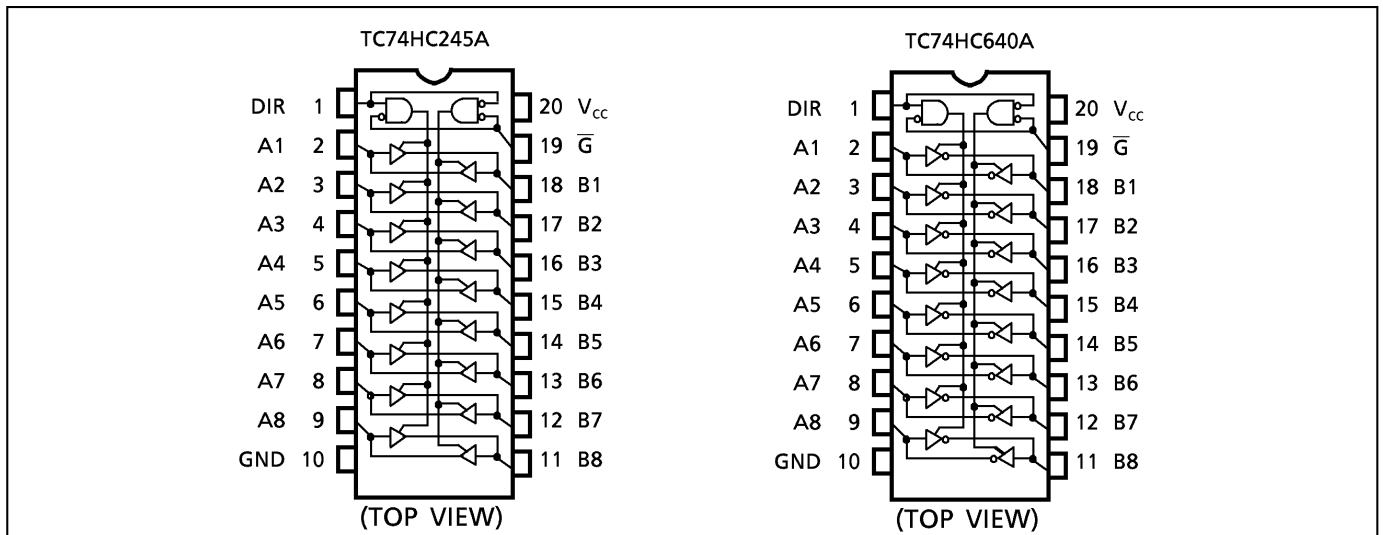 TC74HC245A
DIR 1 20 VCC
A1 2 19 G̅
A2 3 18 B1
A3 4 17 B2
A4 5 16 B3
A5 6 15 B4
A6 7 14 B5
A7 8 13 B6
A8 9 12 B7
GND 10 11 B8
(TOP VIEW)
TC74HC640A
DIR 1 20 VCC
A1 2 19 G̅
A2 3 18 B1
A3 4 17 B2
A4 5 16 B3
A5 6 15 B4
A6 7 14 B5
A7 8 13 B6
A8 9 12 B7
GND 10 11 B8
(TOP VIEW)